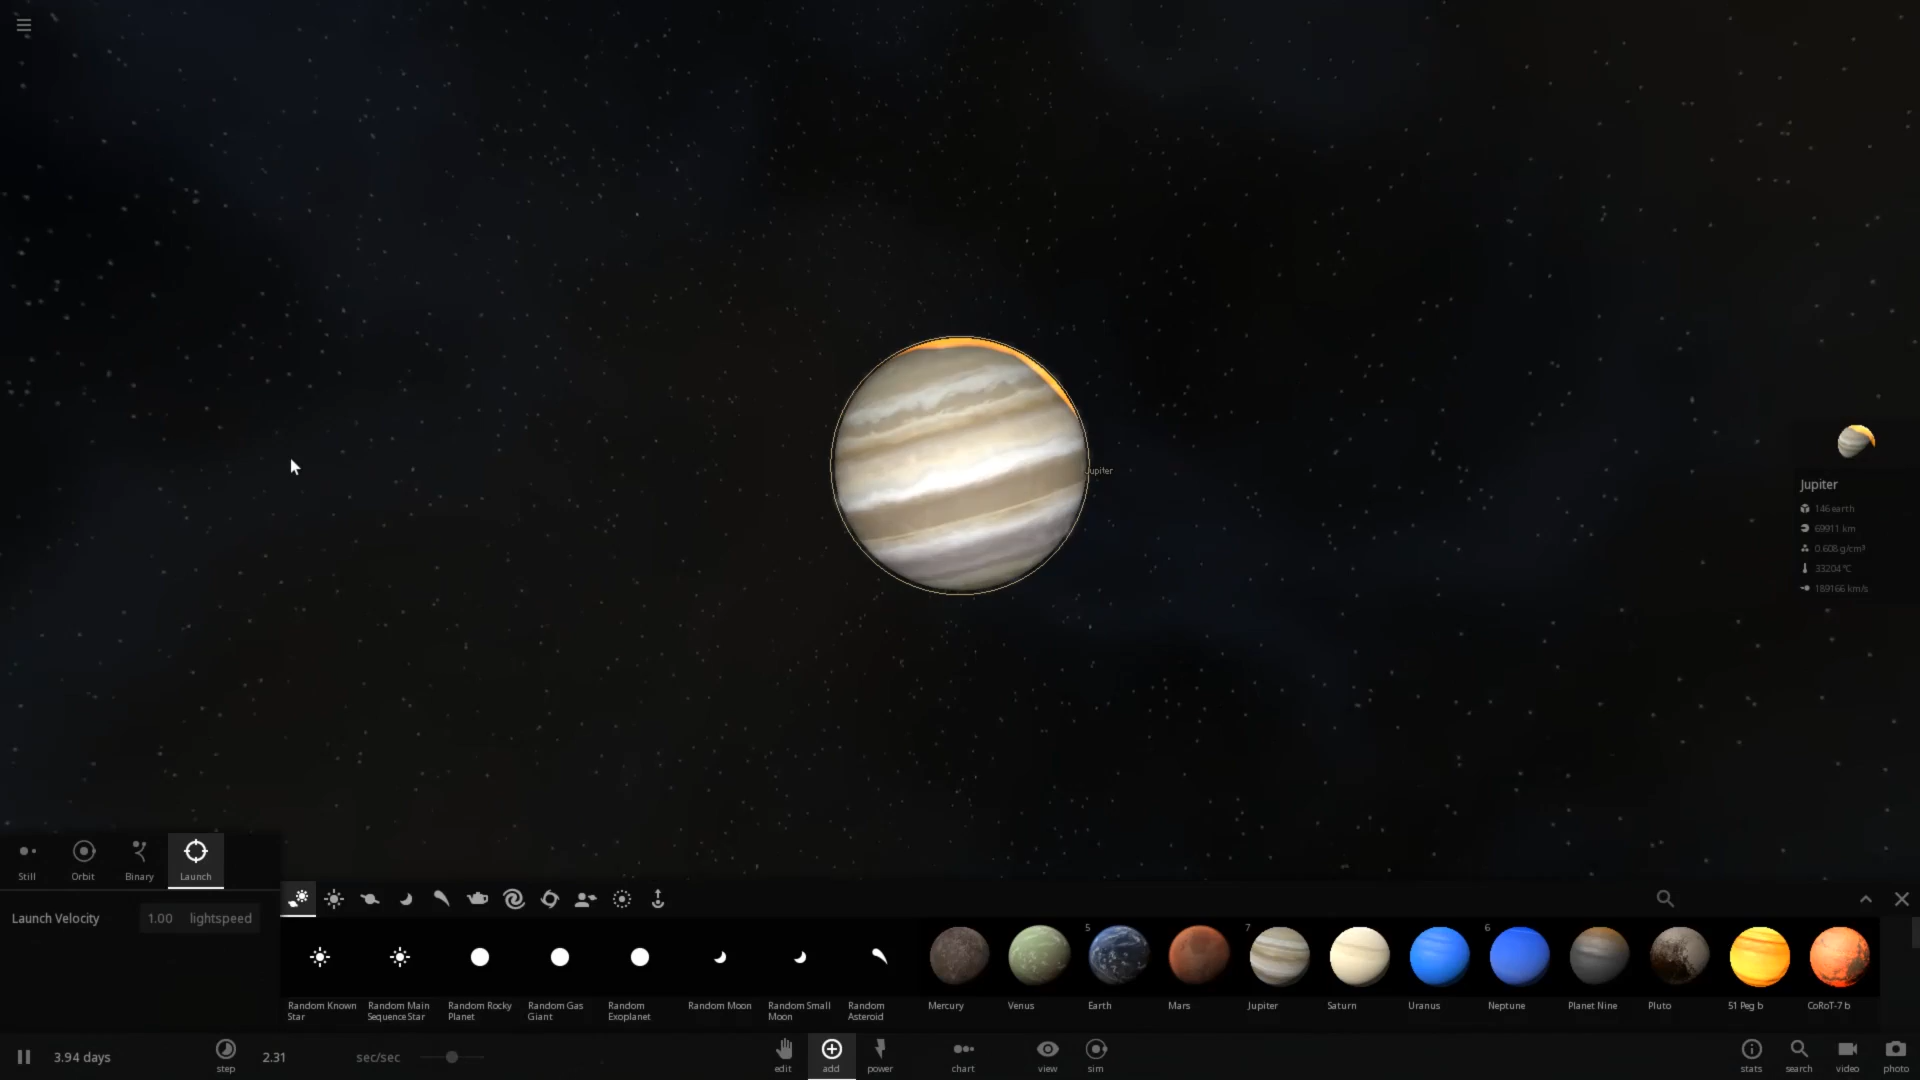 Jupiter
Jupiter
146 earth
69911 km
0.608 g/cm³
33204 °C
189166 km/s
Still
Orbit
Binary
Launch
Launch Velocity
1.00 lightspeed
5
7
6
Random Known Star
Random Main Sequence Star
Random Rocky Planet
Random Gas Giant
Random Exoplanet
Random Moon
Random Small Moon
Random Asteroid
Mercury
Venus
Earth
Mars
Jupiter
Saturn
Uranus
Neptune
Planet Nine
Pluto
51 Peg b
CoRoT-7 b
3.94 days
step
2.31
sec/sec
edit
add
power
chart
view
sim
stats
search
video
photo